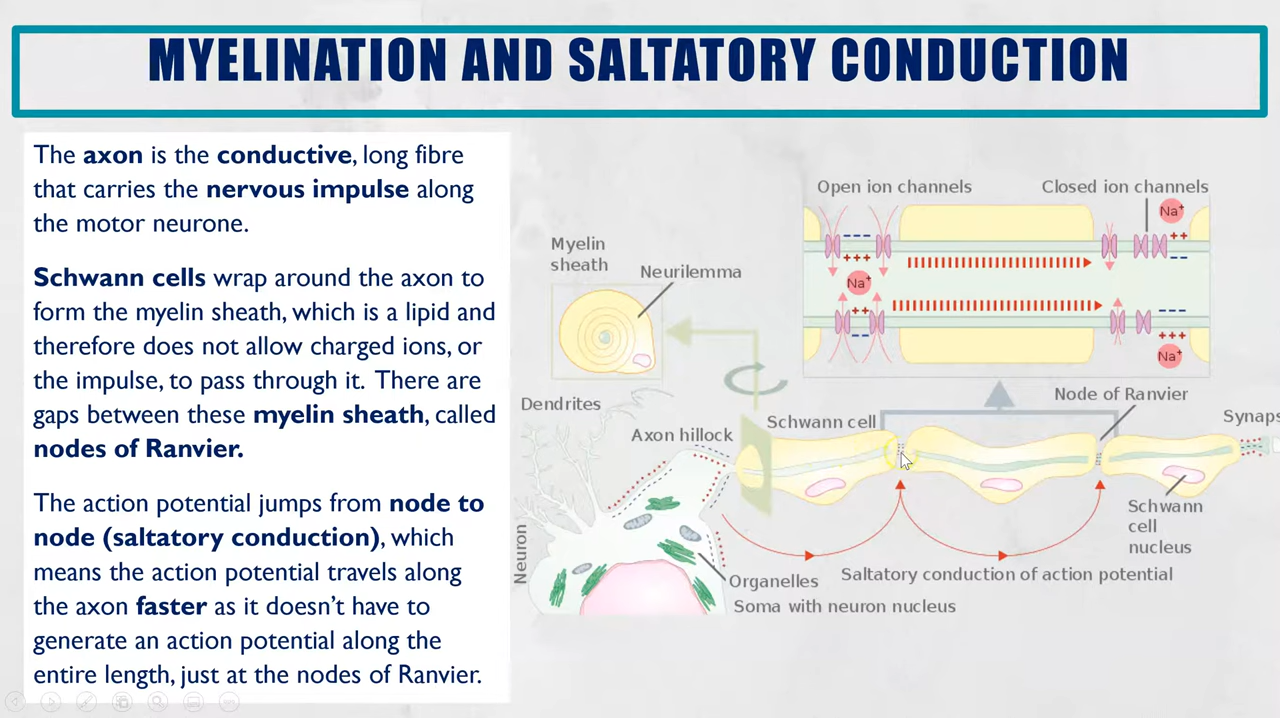 MYELINATION AND SALTATORY CONDUCTION
The axon is the conductive, long fibre
that carries the nervous impulse along
the motor neurone.
Schwann cells wrap around the axon to
form the myelin sheath, which is a lipid and
therefore does not allow charged ions, or
the impulse, to pass through it. There are
gaps between these myelin sheath, called
nodes of Ranvier.
The action potential jumps from node to
node (saltatory conduction), which
means the action potential travels along
the axon faster as it doesn't have to
generate an action potential along the
entire length, just at the nodes of Ranvier.
Open ion channels
Closed ion channels
Na+
---
++
+++
--
Na+
++
---
--
+++
Na+
Myelin
sheath
Neurilemma
Dendrites
Axon hillock
Schwann cell
Node of Ranvier
Synaps
Schwann
cell
nucleus
Neuron
Organelles
Saltatory conduction of action potential
Soma with neuron nucleus